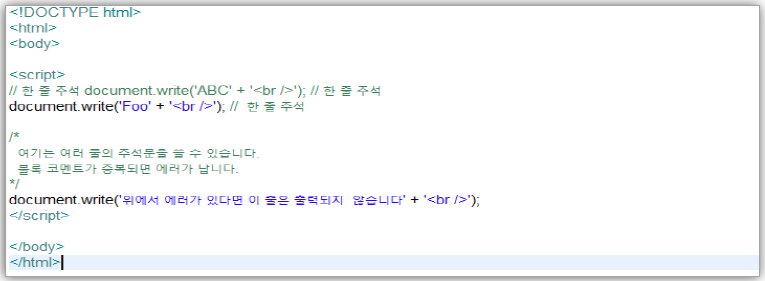 <!DOCTYPE html>
<html>
<body>
<script>
// 한 줄 주석 document.write('ABC' + '<br />'); // 한 줄 주석
document.write('Foo' + '<br />'); // 한 줄 주석
/*
여기는 여러 줄의 주석문을 쓸 수 있습니다.
블록 코멘트가 중복되면 에러가 납니다.
*/
document.write('위에서 에러가 있다면 이 줄은 출력되지 않습니다' + '<br />');
</script>
</body>
</html>